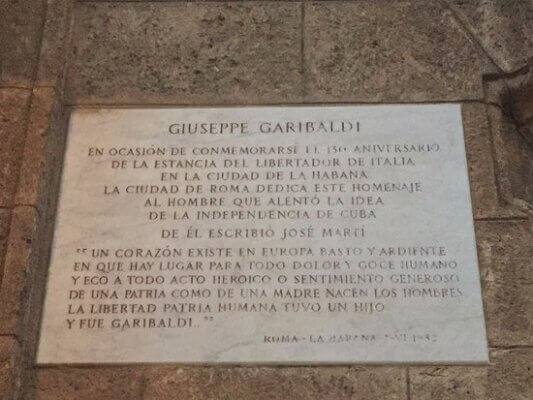 GIUSEPPE GARIBALDI
EN OCASIÓN DE CONMEMORARSE EL 150 ANIVERSARIO
DE LA ESTANCIA DEL LIBERTADOR DE ITALIA
EN LA CIUDAD DE LA HABANA
LA CIUDAD DE ROMA DEDICA ESTE HOMENAJE
AL HOMBRE QUE ALENTÓ LA IDEA
DE LA INDEPENDENCIA DE CUBA
DE ÉL ESCRIBIÓ JOSÉ MARTÍ
"UN CORAZÓN EXISTE EN EUROPA BASTO Y ARDIENTE
EN QUE HAY LUGAR PARA TODO DOLOR Y GOCE HUMANO
Y ECO A TODO ACTO HEROICO O SENTIMIENTO GENEROSO
DE UNA PATRIA COMO DE UNA MADRE NACEN LOS HOMBRES
LA LIBERTAD PATRIA HUMANA TUVO UN HIJO
Y FUE GARIBALDI..."
ROMA - LA HABANA